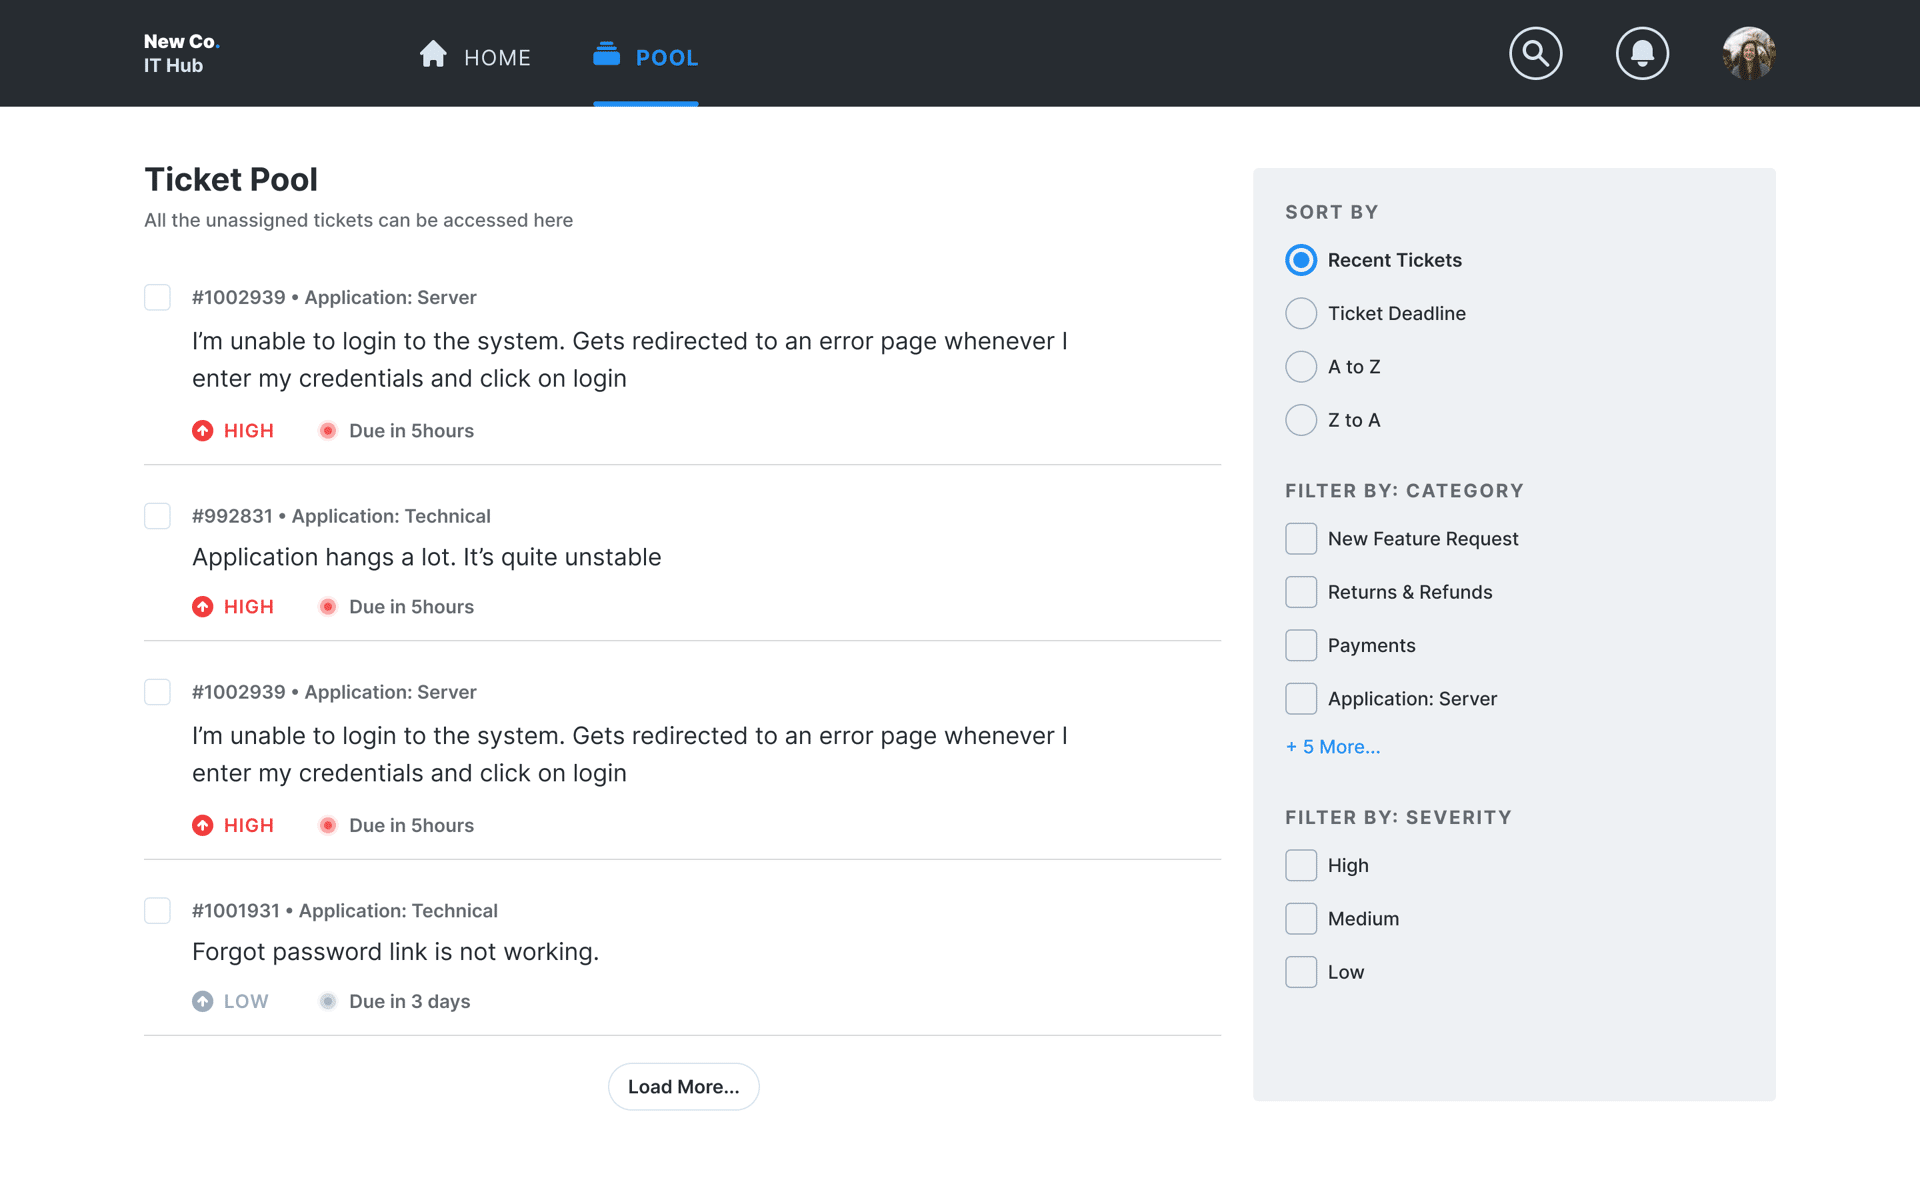 New Co.
IT Hub
HOME
POOL
Ticket Pool
All the unassigned tickets can be accessed here
#1002939 • Application: Server
I’m unable to login to the system. Gets redirected to an error page whenever I
enter my credentials and click on login
HIGH
Due in 5hours
#992831 • Application: Technical
Application hangs a lot. It’s quite unstable
HIGH
Due in 5hours
#1002939 • Application: Server
I’m unable to login to the system. Gets redirected to an error page whenever I
enter my credentials and click on login
HIGH
Due in 5hours
#1001931 • Application: Technical
Forgot password link is not working.
LOW
Due in 3 days
Load More...
SORT BY
Recent Tickets
Ticket Deadline
A to Z
Z to A
FILTER BY: CATEGORY
New Feature Request
Returns & Refunds
Payments
Application: Server
+ 5 More...
FILTER BY: SEVERITY
High
Medium
Low